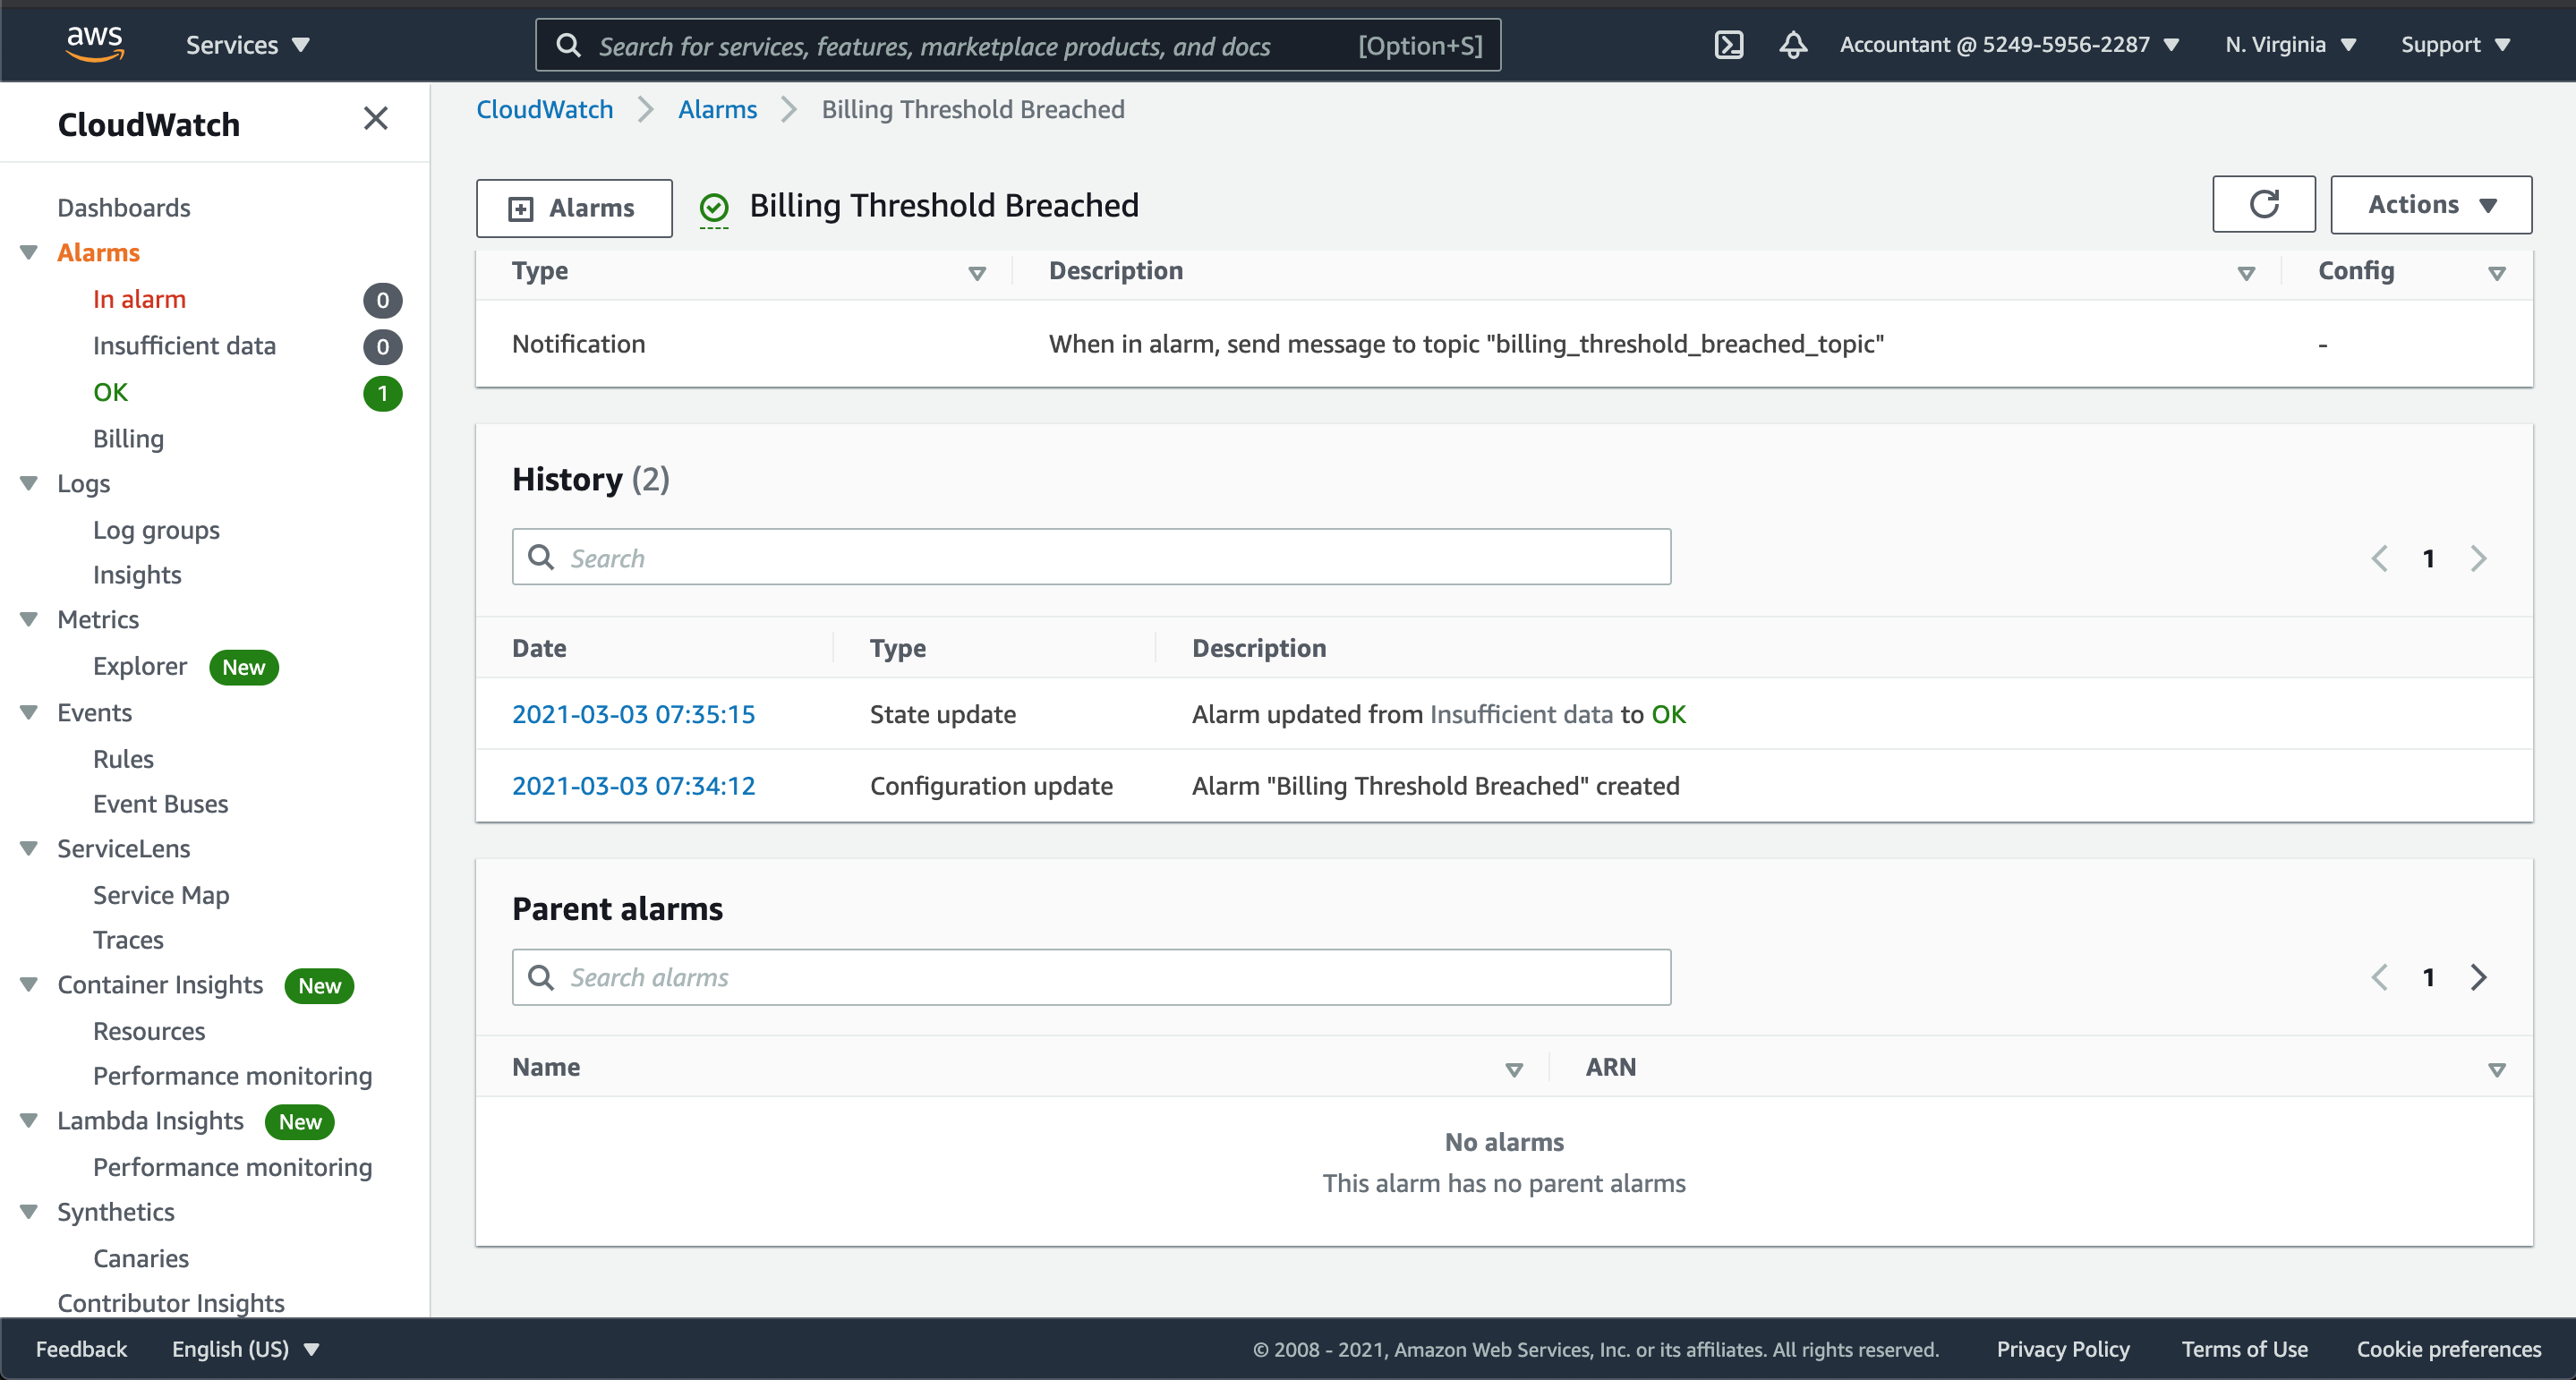 aws
Services
Search for services, features, marketplace products, and docs [Option+S]
Accountant @ 5249-5956-2287
N. Virginia
Support
CloudWatch
Dashboards
Alarms
In alarm 0
Insufficient data 0
OK 1
Billing
Logs
Log groups
Insights
Metrics
Explorer New
Events
Rules
Event Buses
ServiceLens
Service Map
Traces
Container Insights New
Resources
Performance monitoring
Lambda Insights New
Performance monitoring
Synthetics
Canaries
Contributor Insights
CloudWatch Alarms Billing Threshold Breached
Alarms Billing Threshold Breached
Actions
Type Description Config
Notification When in alarm, send message to topic "billing_threshold_breached_topic" -
History (2)
Search
1
Date Type Description
2021-03-03 07:35:15 State update Alarm updated from Insufficient data to OK
2021-03-03 07:34:12 Configuration update Alarm "Billing Threshold Breached" created
Parent alarms
Search alarms
1
Name ARN
No alarms
This alarm has no parent alarms
Feedback English (US) © 2008 - 2021, Amazon Web Services, Inc. or its affiliates. All rights reserved. Privacy Policy Terms of Use Cookie preferences